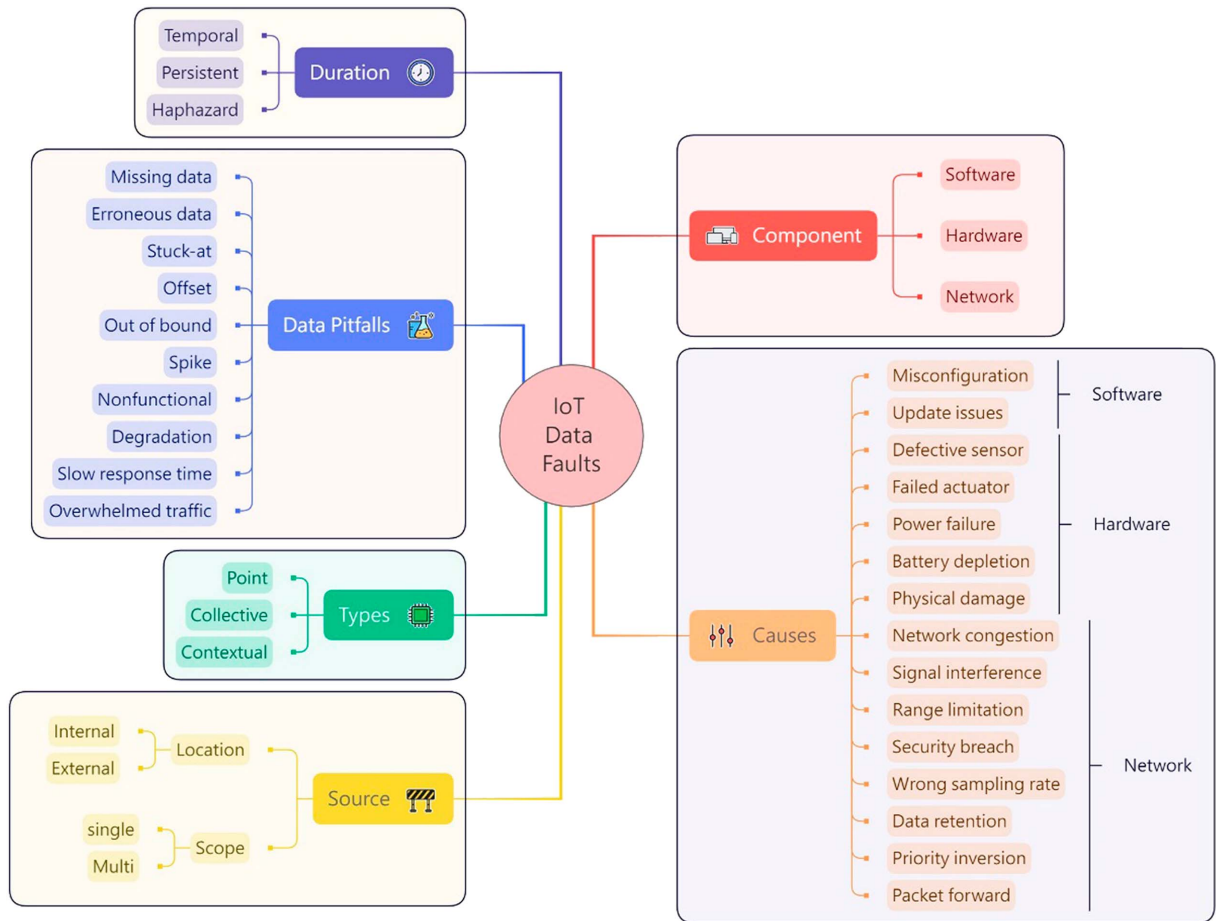 Temporal
Persistent
Haphazard
Duration
Missing data
Erroneous data
Stuck-at
Offset
Out of bound
Spike
Nonfunctional
Degradation
Slow response time
Overwhelmed traffic
Data Pitfalls
Point
Collective
Contextual
Types
Internal
External
Location
single
Multi
Scope
Source
IoT
Data
Faults
Component
Software
Hardware
Network
Causes
Misconfiguration
Update issues
Defective sensor
Failed actuator
Power failure
Battery depletion
Physical damage
Network congestion
Signal interference
Range limitation
Security breach
Wrong sampling rate
Data retention
Priority inversion
Packet forward
Software
Hardware
Network